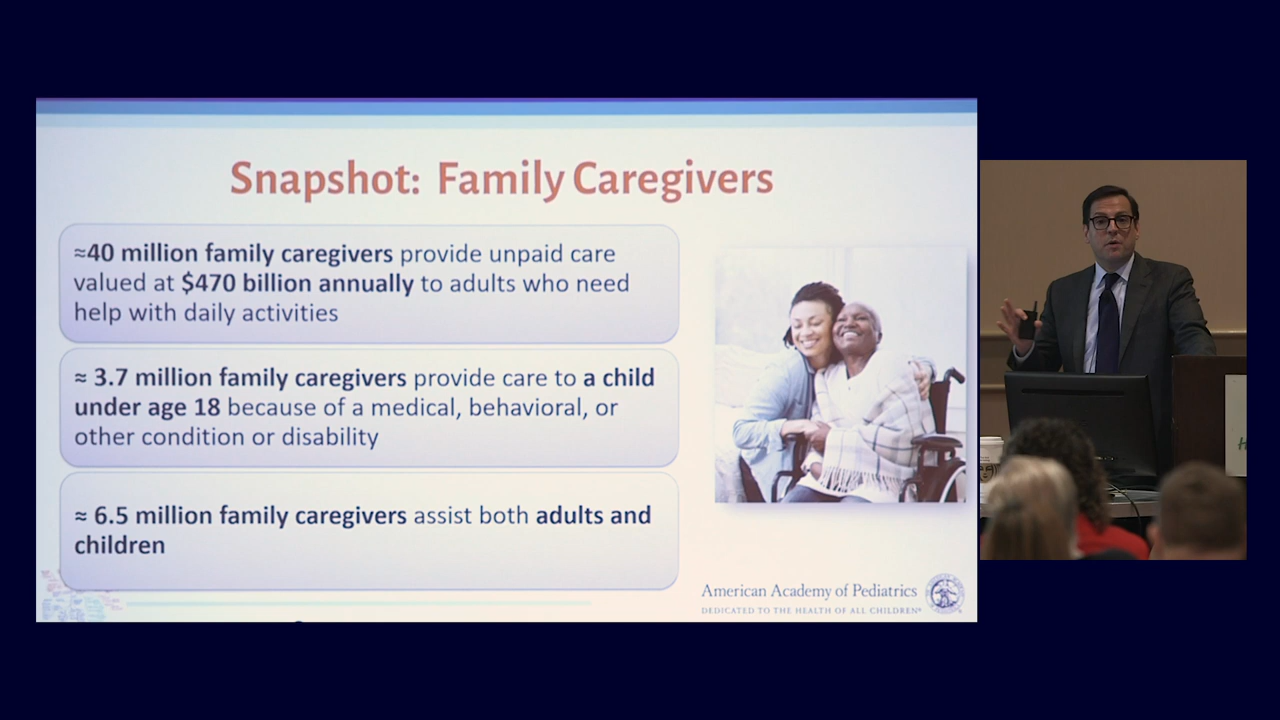 Snapshot: Family Caregivers
≈40 million family caregivers provide unpaid care
valued at $470 billion annually to adults who need
help with daily activities
≈ 3.7 million family caregivers provide care to a child
under age 18 because of a medical, behavioral, or
other condition or disability
≈ 6.5 million family caregivers assist both adults and
children
American Academy of Pediatrics
DEDICATED TO THE HEALTH OF ALL CHILDREN®